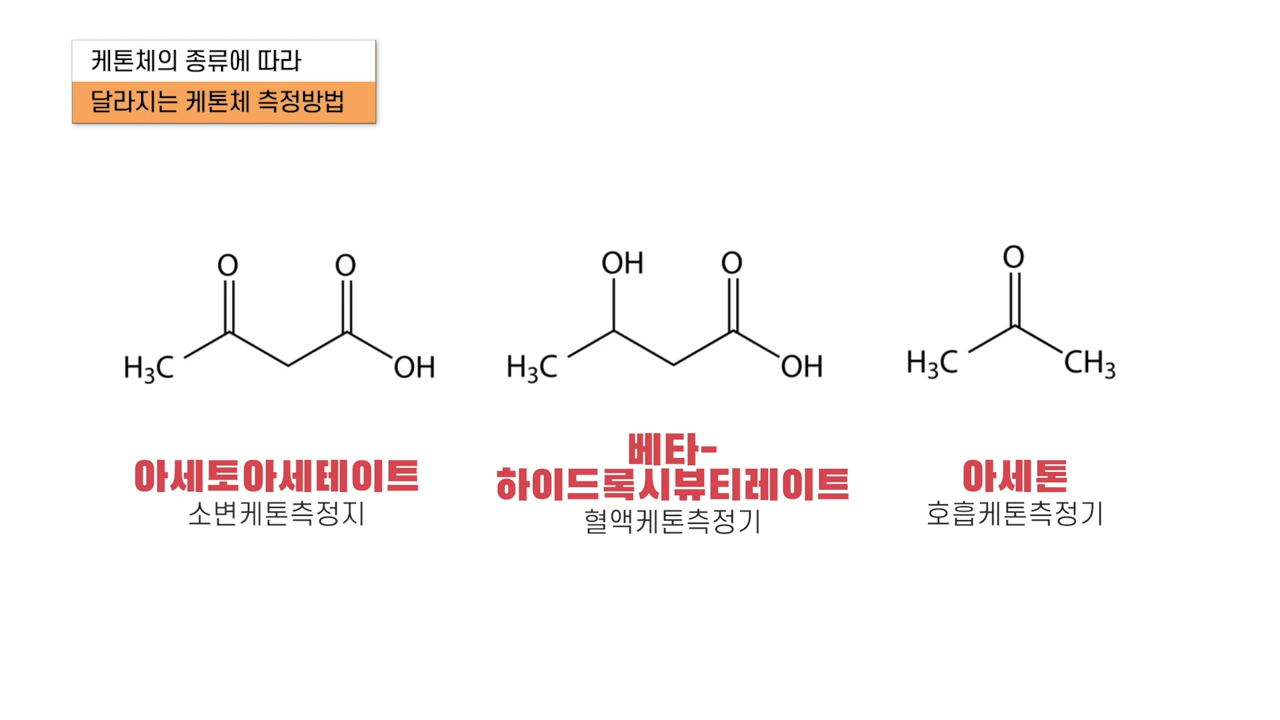 케톤체의 종류에 따라
달라지는 케톤체 측정방법
O
O
H₃C
OH
아세토아세테이트
소변케톤측정지
OH
O
H₃C
OH
베타-
하이드록시뷰티레이트
혈액케톤측정기
O
H₃C
CH₃
아세톤
호흡케톤측정기